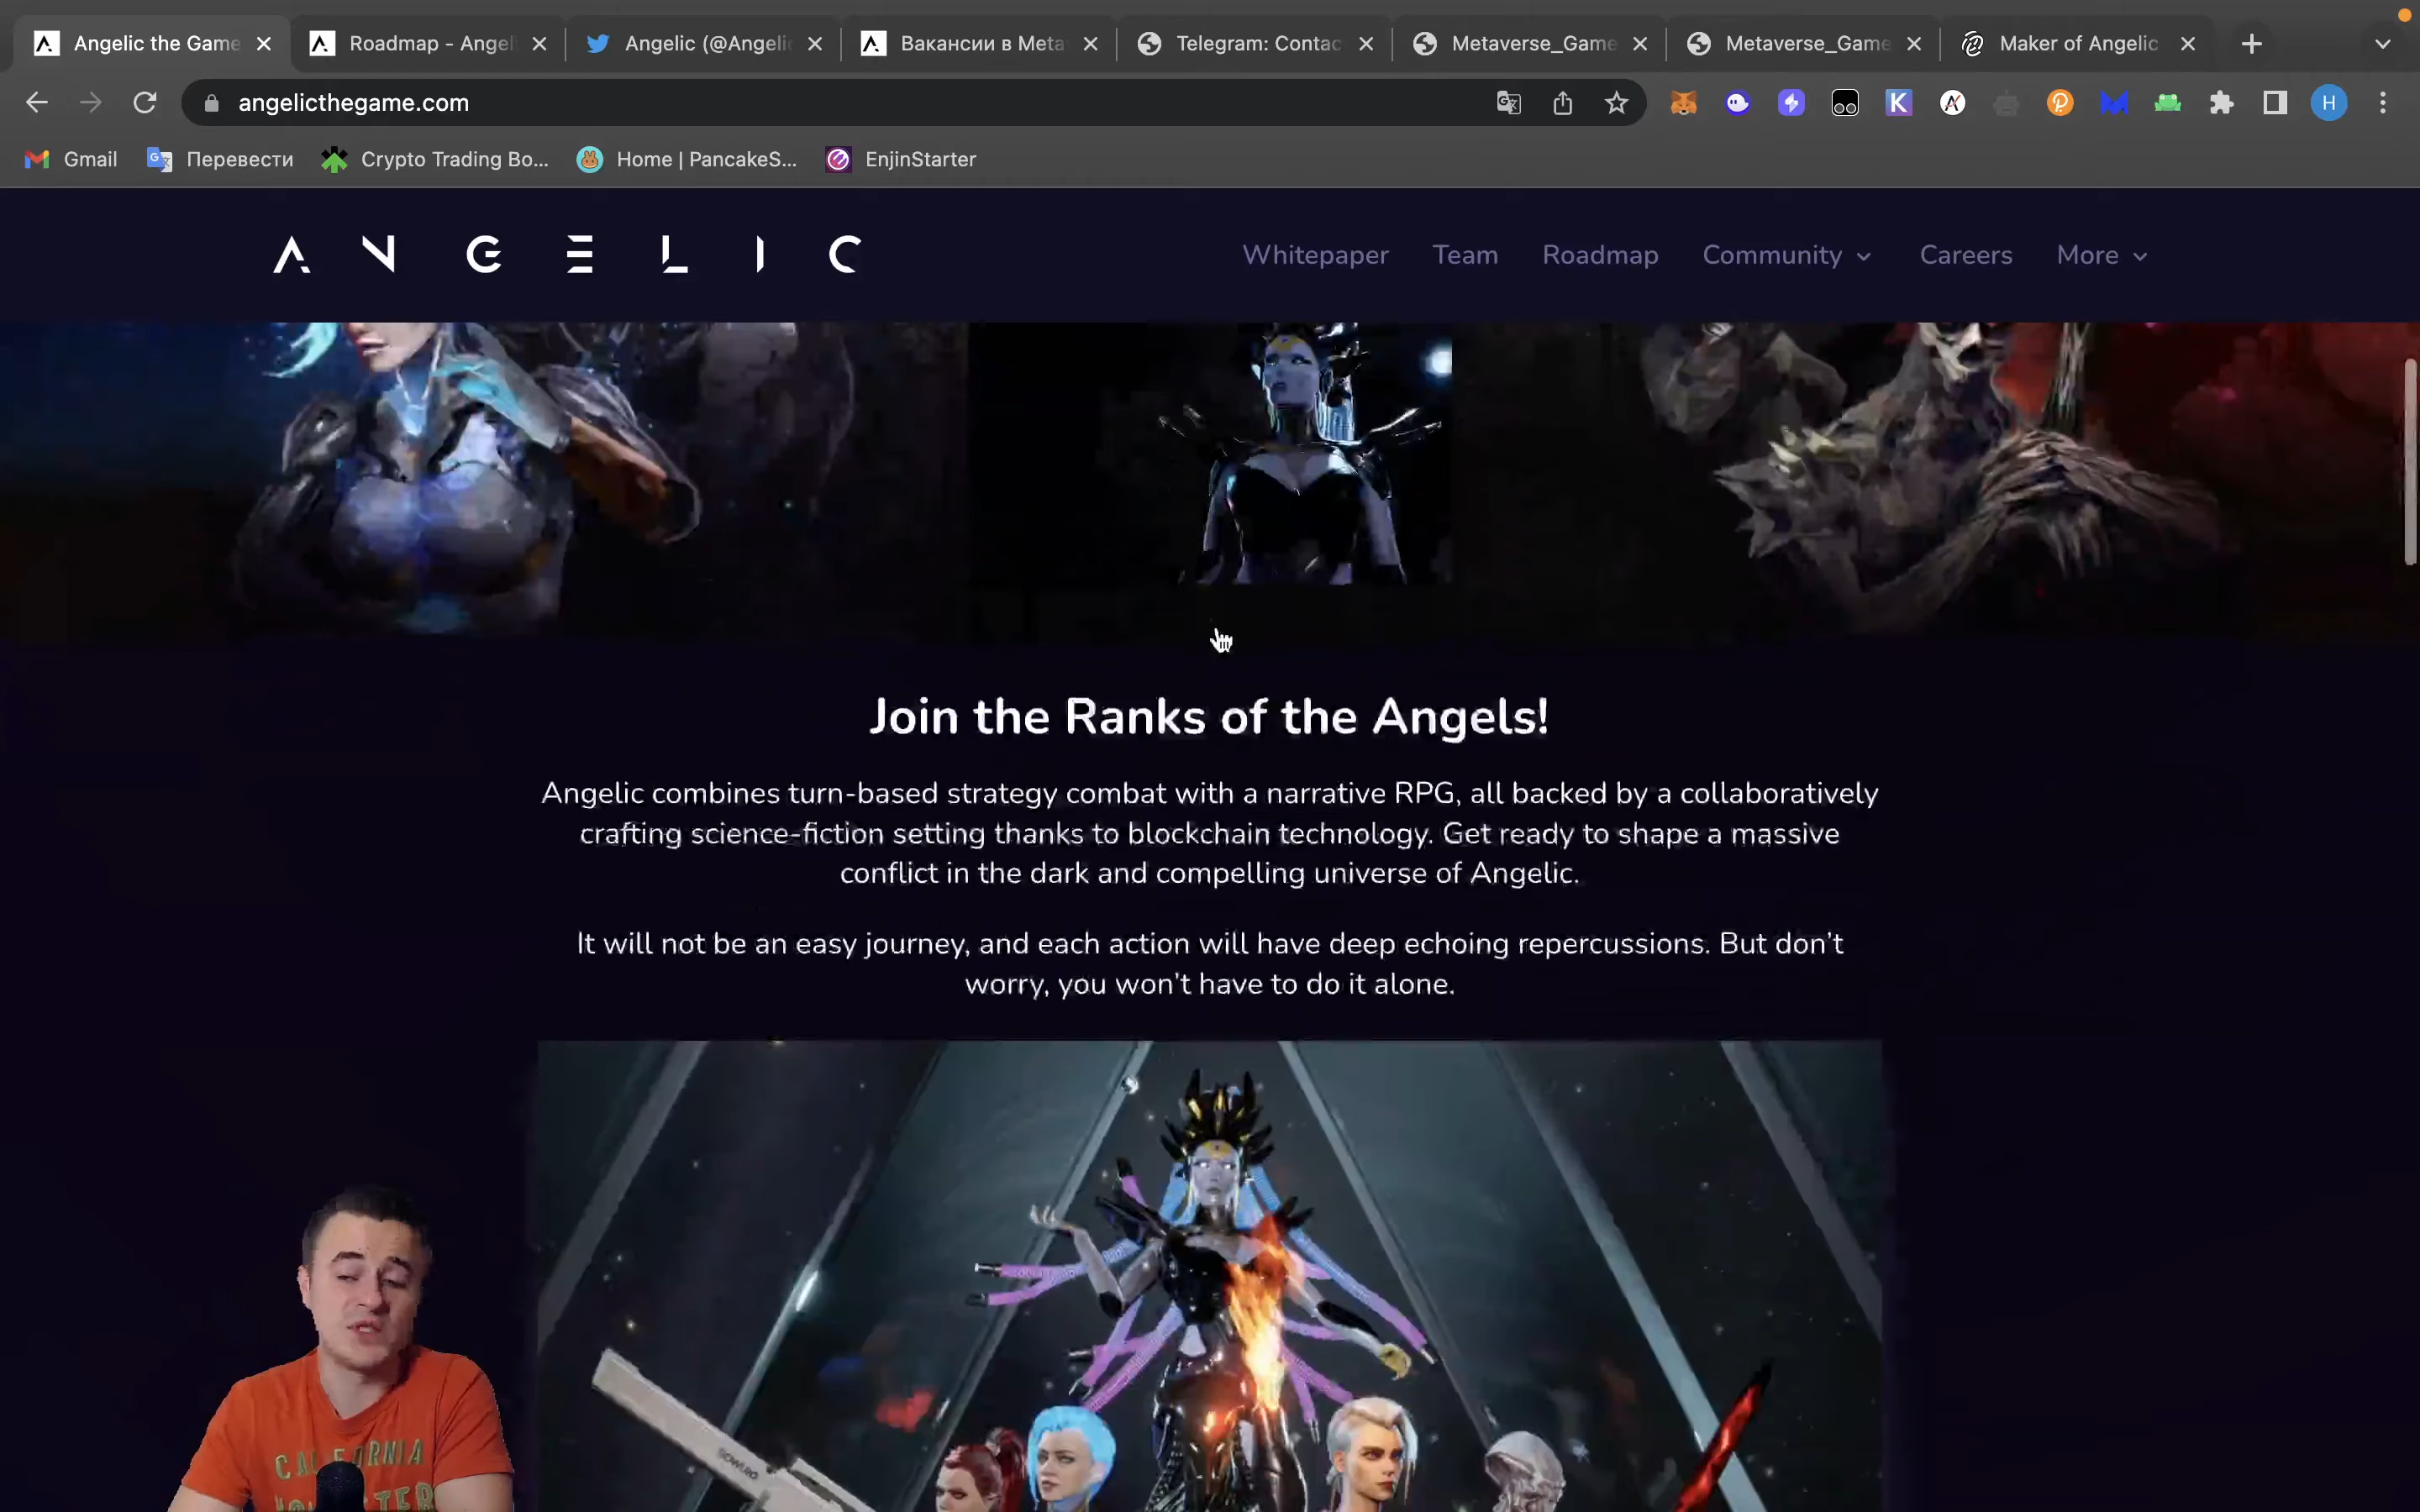 Angelic the Game
Roadmap - Angel
Angelic (@Angelic
Вакансии в Meta
Telegram: Contac
Metaverse_Game
Metaverse_Game
Maker of Angelic
angelicthegame.com
K
H
Gmail
Перевести
Crypto Trading Bo...
Home | PancakeS...
EnjinStarter
ANGELIC
Whitepaper
Team
Roadmap
Community
Careers
More
Join the Ranks of the Angels!
Angelic combines turn-based strategy combat with a narrative RPG, all backed by a collaboratively
crafting science-fiction setting thanks to blockchain technology. Get ready to shape a massive
conflict in the dark and compelling universe of Angelic.
It will not be an easy journey, and each action will have deep echoing repercussions. But don't
worry, you won't have to do it alone.